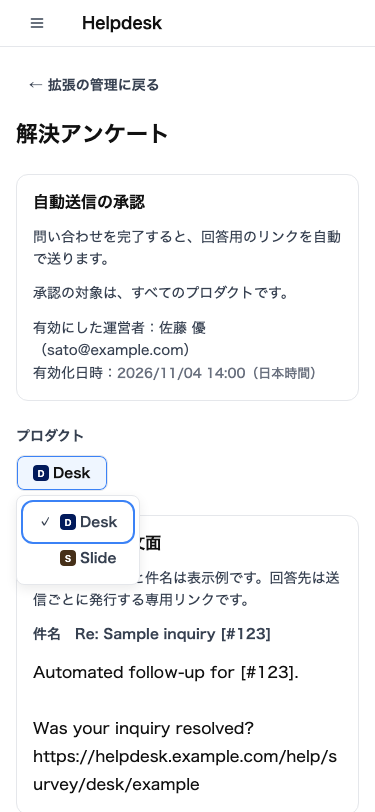 Helpdesk
← 拡張の管理に戻る
解決アンケート
自動送信の承認
問い合わせを完了すると、回答用のリンクを自動
で送ります。
承認の対象は、すべてのプロダクトです。
有効にした運営者：佐藤 優
（sato@example.com）
有効化日時：2026/11/04 14:00（日本時間）
プロダクト
D Desk
✓ D Desk
S Slide
文面
と件名は表示例です。回答先は送
信ごとに発行する専用リンクです。
件名 Re: Sample inquiry [#123]
Automated follow-up for [#123].
Was your inquiry resolved?
https://helpdesk.example.com/help/s
urvey/desk/example